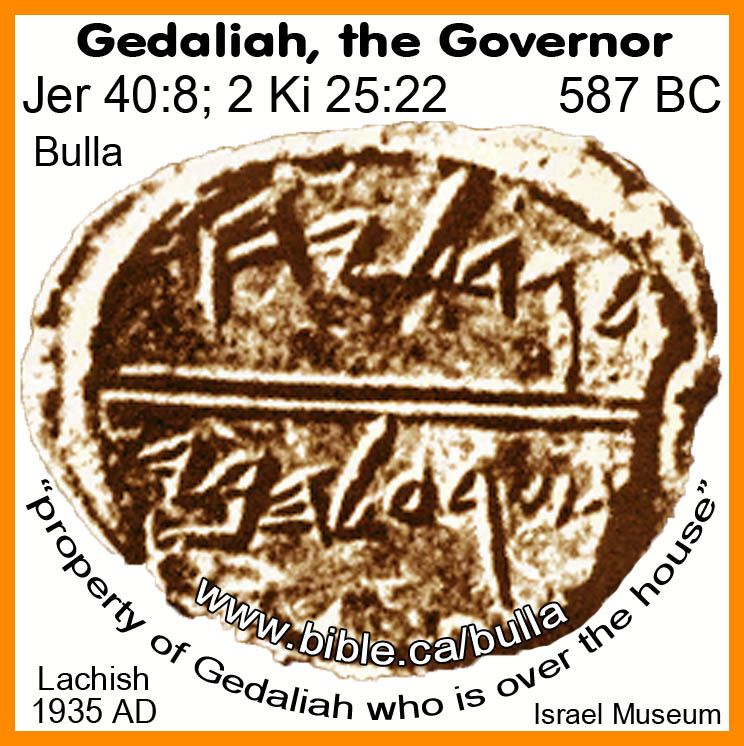 Gedaliah, the Governor
Jer 40:8; 2 Ki 25:22 587 BC
Bulla
www.bible.ca/bulla
“property of Gedaliah who is over the house”
Lachish
1935 AD
Israel Museum